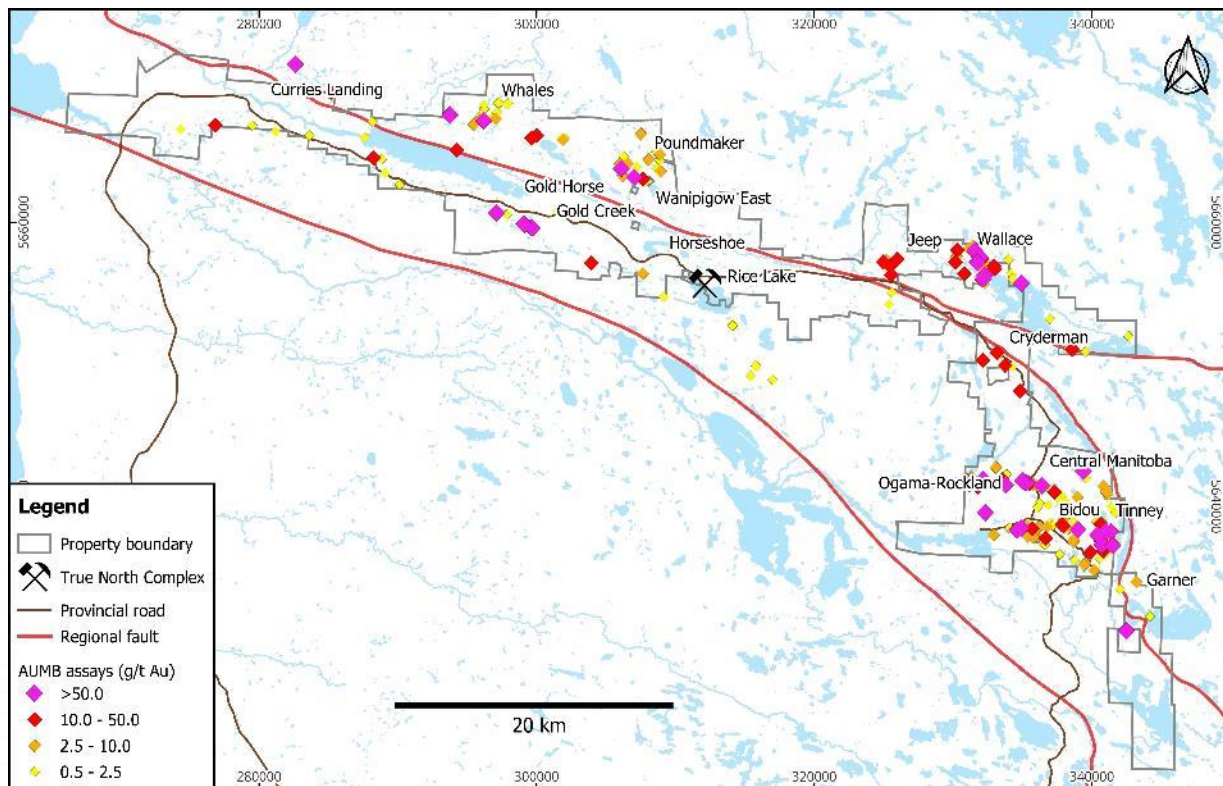 280000
300000
320000
340000
Curries Landing
Whales
Poundmaker
Gold Horse
Wanipigow East
Gold Creek
5660000
5660000
Horseshoe
Jeep
Wallace
Rice Lake
Cryderman
Central Manitoba
Ogama-Rockland
5640000
Bidou
Tinney
Garner
Legend
Property boundary
True North Complex
Provincial road
Regional fault
AUMB assays (g/t Au)
>50.0
10.0 - 50.0
2.5 - 10.0
0.5 - 2.5
20 km
280000
300000
320000
340000